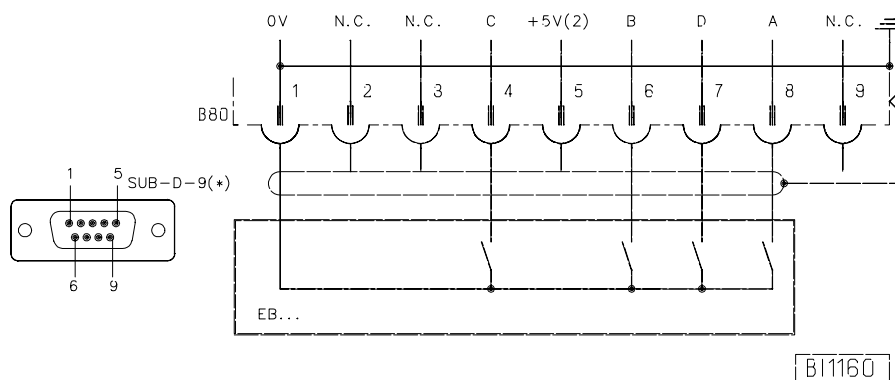 0V N.C. N.C. C +5V(2) B D A N.C.
1 2 3 4 5 6 7 8 9
B80
1 5 SUB-D-9(*)
6 9
EB...
BI1160